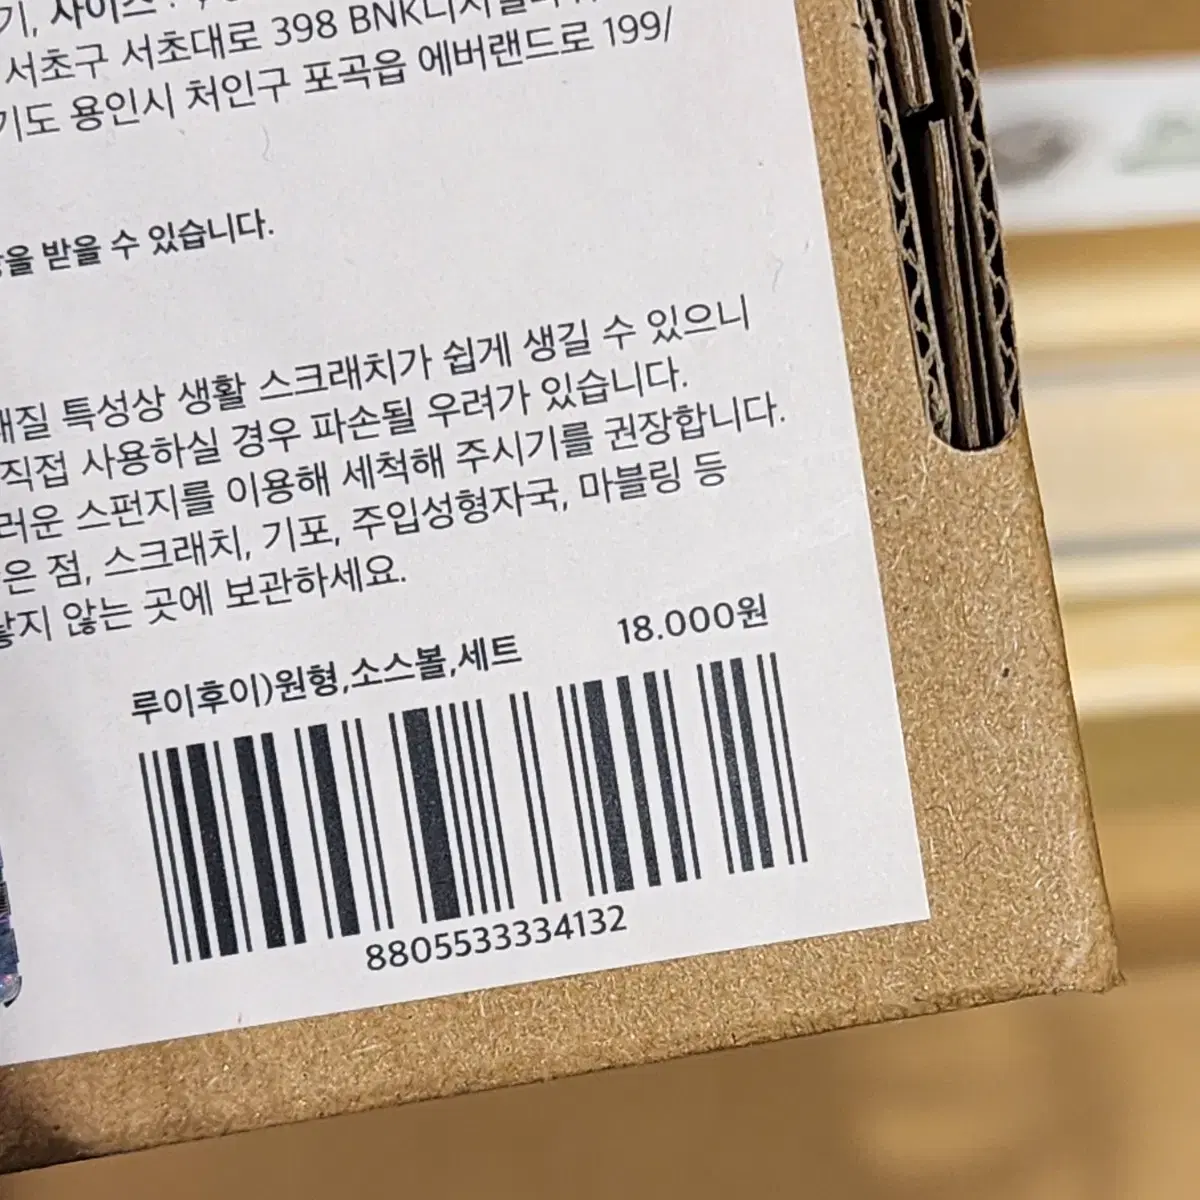 기, 사이즈 :
서초구 서초대로 398 BNK디지털타워
기도 용인시 처인구 포곡읍 에버랜드로 199/
을 받을 수 있습니다.
재질 특성상 생활 스크래치가 쉽게 생길 수 있으니
직접 사용하실 경우 파손될 우려가 있습니다.
러운 스펀지를 이용해 세척해 주시기를 권장합니다.
은 점, 스크래치, 기포, 주입성형자국, 마블링 등
닿지 않는 곳에 보관하세요.
루이후이)원형,소스볼,세트 18.000원
8805533334132